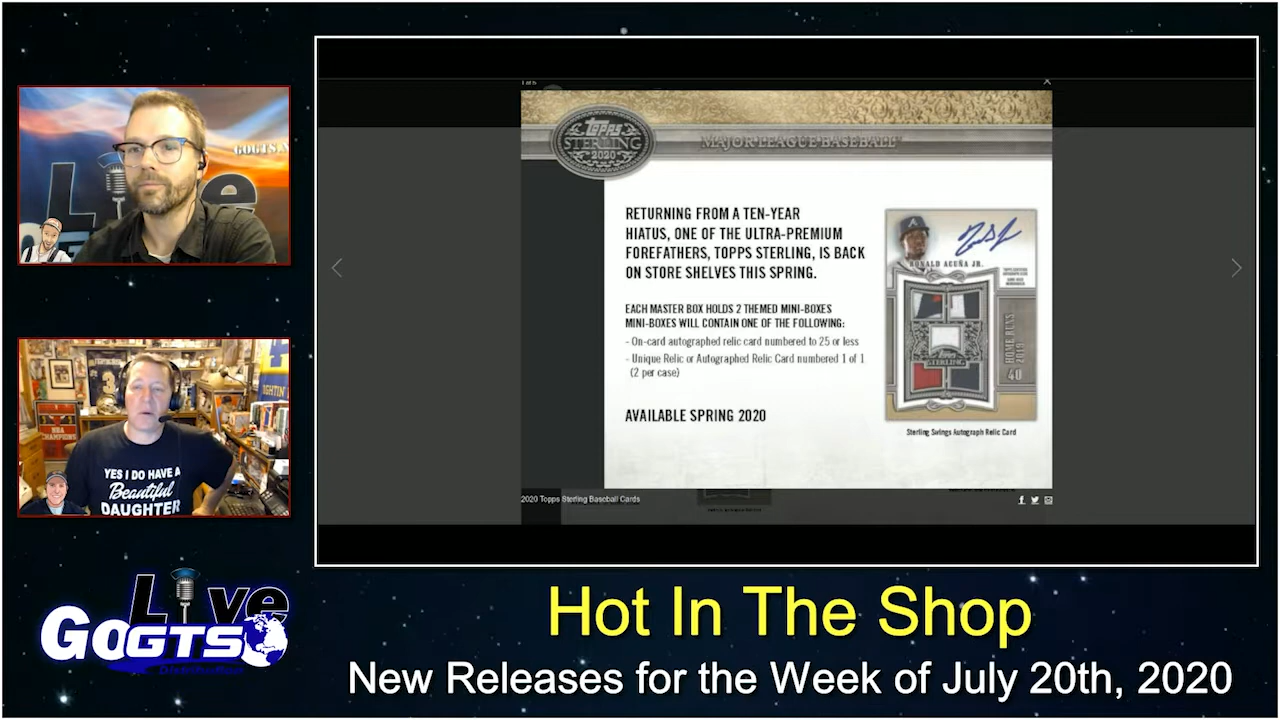 GOGTS.N
Live
YES I DO HAVE A
Beautiful
DAUGHTER
NBA
CHAMPIONS
Live
GOGTS
Topps
STERLING
2020
MAJOR LEAGUE BASEBALL
RETURNING FROM A TEN-YEAR
HIATUS, ONE OF THE ULTRA-PREMIUM
FOREFATHERS, TOPPS STERLING, IS BACK
ON STORE SHELVES THIS SPRING.
EACH MASTER BOX HOLDS 2 THEMED MINI-BOXES
MINI-BOXES WILL CONTAIN ONE OF THE FOLLOWING:
- On-card autographed relic card numbered to 25 or less
- Unique Relic or Autographed Relic Card numbered 1 of 1
(2 per case)
AVAILABLE SPRING 2020
RONALD ACUÑA JR.
HOME RUNS
2019
40
Topps
STERLING
Sterling Swings Autograph Relic Card
2020 Topps Sterling Baseball Cards
Hot In The Shop
New Releases for the Week of July 20th, 2020